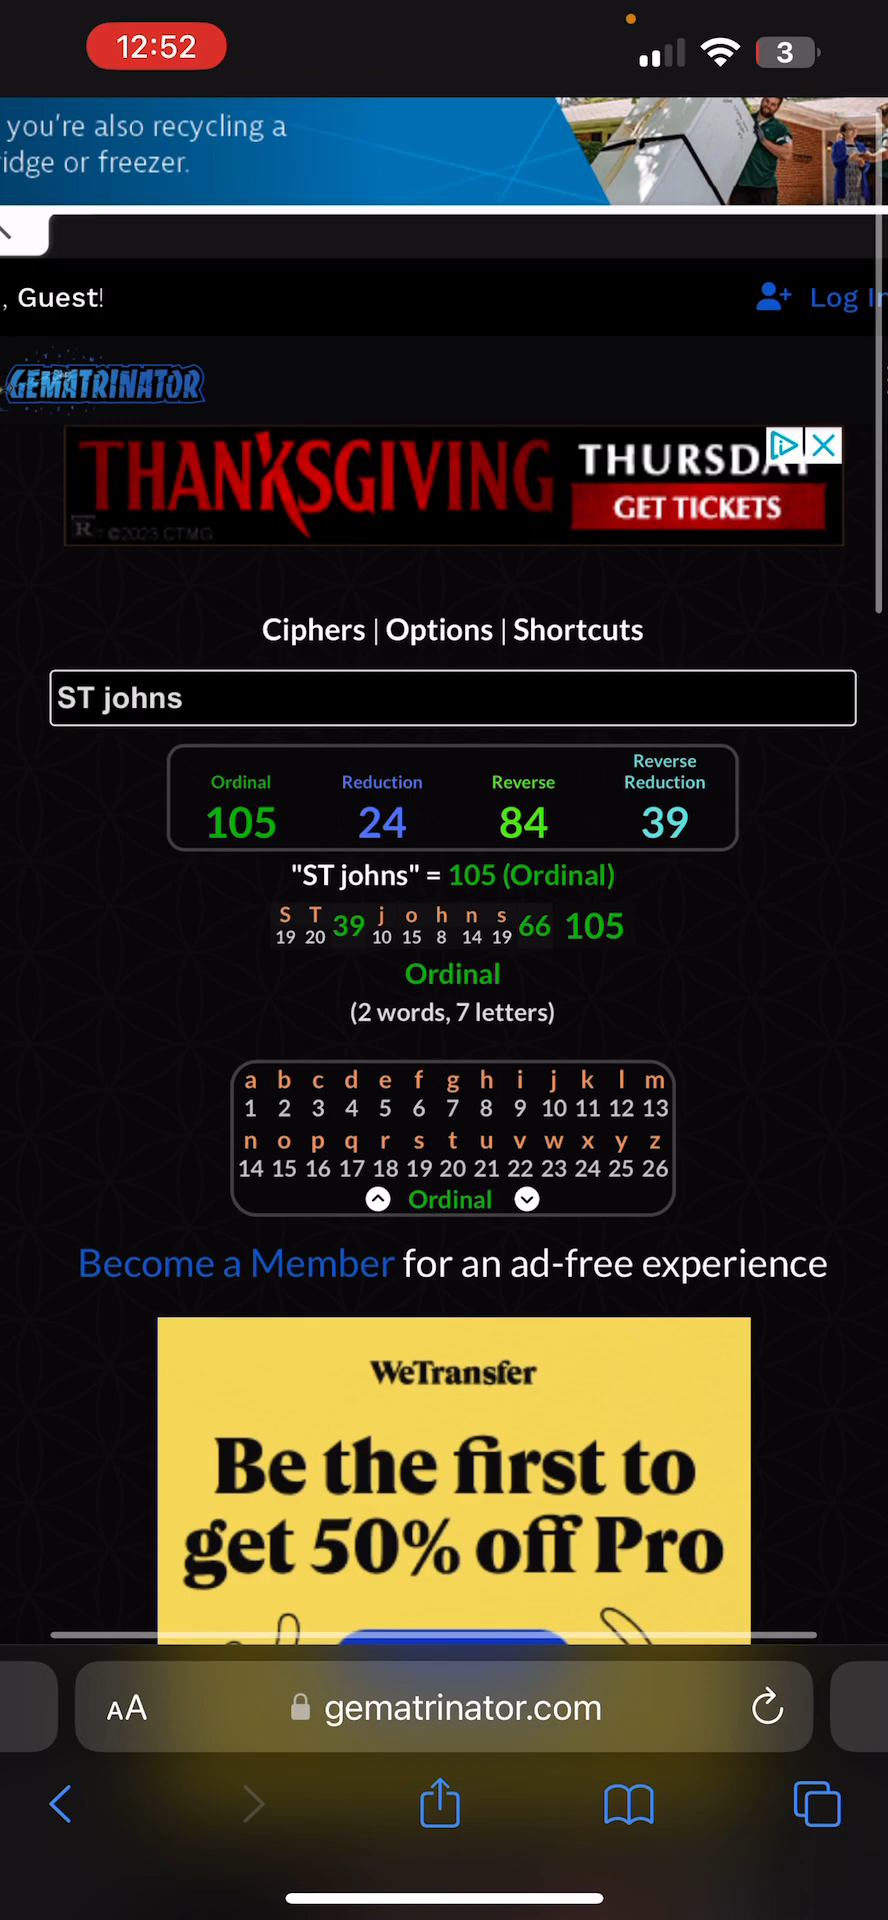 12:52
3
you're also recycling a
idge or freezer.
, Guest!
Log In
GEMATRINATOR
THANKSGIVING
THURSDAY
GET TICKETS
R ©2023 CTMG
Ciphers | Options | Shortcuts
ST johns
Ordinal Reduction Reverse Reverse Reduction
105 24 84 39
"ST johns" = 105 (Ordinal)
S T 39 j o h n s 66 105
19 20 10 15 8 14 19
Ordinal
(2 words, 7 letters)
a b c d e f g h i j k l m
1 2 3 4 5 6 7 8 9 10 11 12 13
n o p q r s t u v w x y z
14 15 16 17 18 19 20 21 22 23 24 25 26
Ordinal
Become a Member for an ad-free experience
WeTransfer
Be the first to
get 50% off Pro
AA gematrinator.com